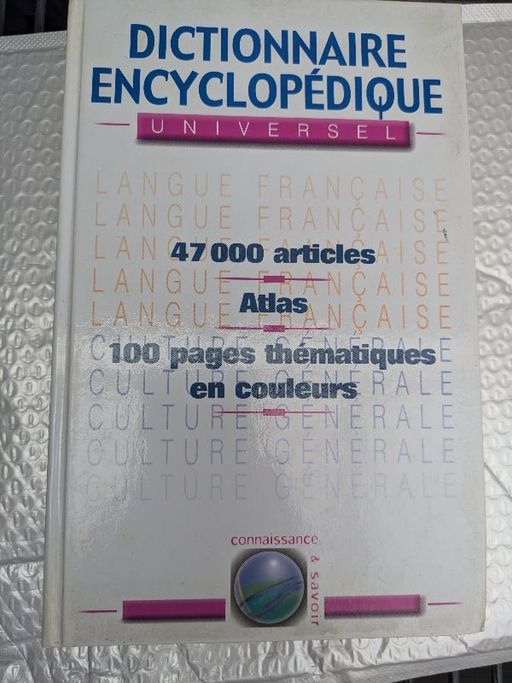 DICTIONNAIRE
ENCYCLOPÉDIQUE
UNIVERSEL
LANGUE FRANÇAISE
LANGUE FRANÇAISE
LANGUE FRANÇAISE
47 000 articles
LANGUE FRANÇAISE
Atlas
LANGUE FRANÇAISE
CULTURE GÉNÉRALE
100 pages thématiques
CULTURE GÉNÉRALE
en couleurs
CULTURE GÉNÉRALE
CULTURE GÉNÉRALE
CULTURE GÉNÉRALE
connaissance
& savoir